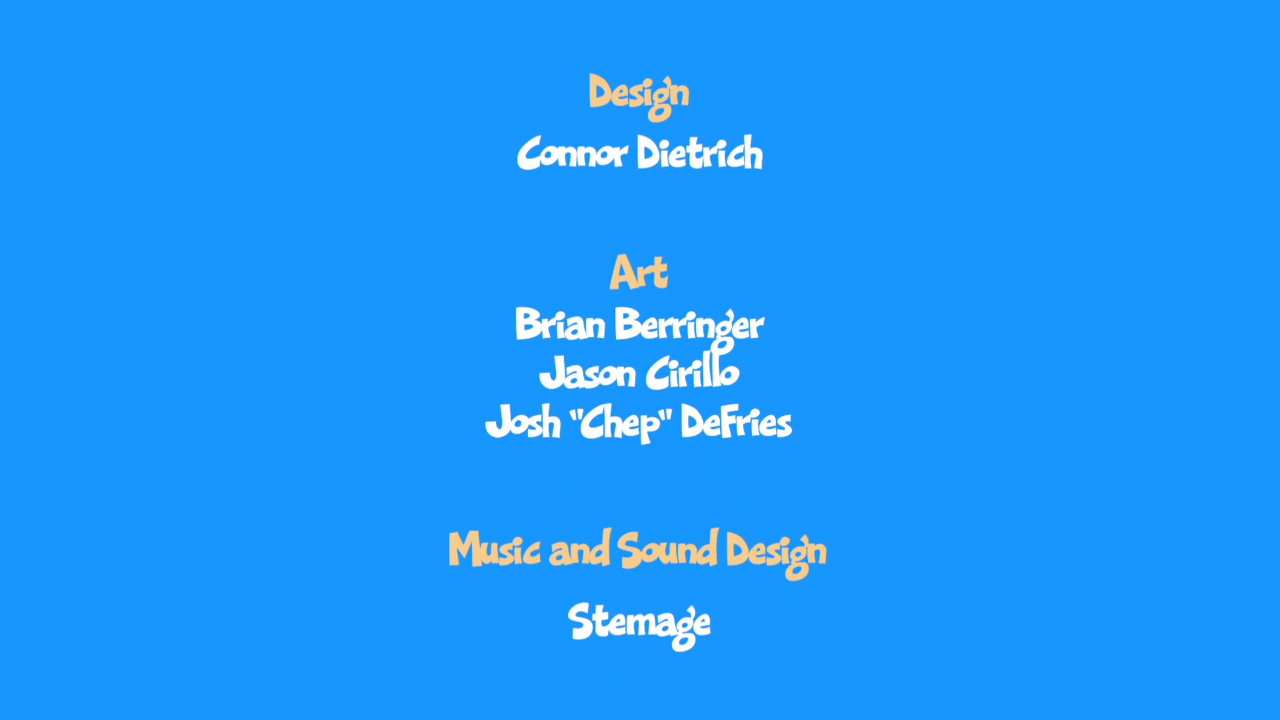 Design
Connor Dietrich
Art
Brian Berringer
Jason Cirillo
Josh "Chep" DeFries
Music and Sound Design
Stemage